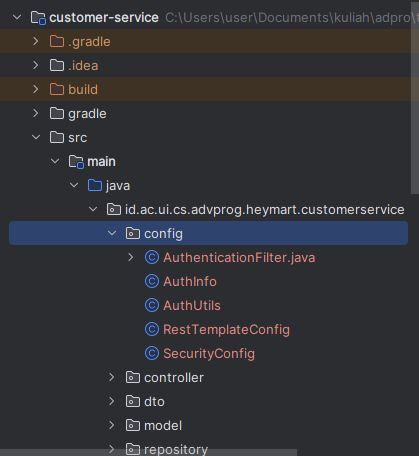 customer-service C:\Users\user\Documents\kuliah\adpro\
.gradle
.idea
build
gradle
src
main
java
id.ac.ui.cs.advprog.heymart.customerservice
config
AuthenticationFilter.java
AuthInfo
AuthUtils
RestTemplateConfig
SecurityConfig
controller
dto
model
repository